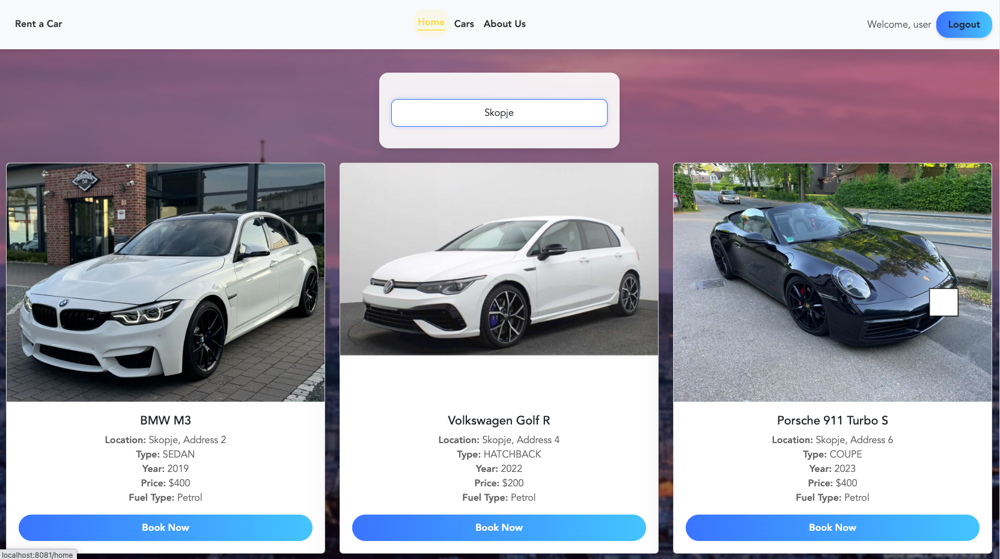 Rent a Car
Home Cars About Us
Welcome, user Logout
Skopje
32
BMW M3
Location: Skopje, Address 2
Type: SEDAN
Year: 2019
Price: $400
Fuel Type: Petrol
Book Now
Volkswagen Golf R
Location: Skopje, Address 4
Type: HATCHBACK
Year: 2022
Price: $200
Fuel Type: Petrol
Book Now
Porsche 911 Turbo S
Location: Skopje, Address 6
Type: COUPE
Year: 2023
Price: $400
Fuel Type: Petrol
Book Now
localhost:8081/home